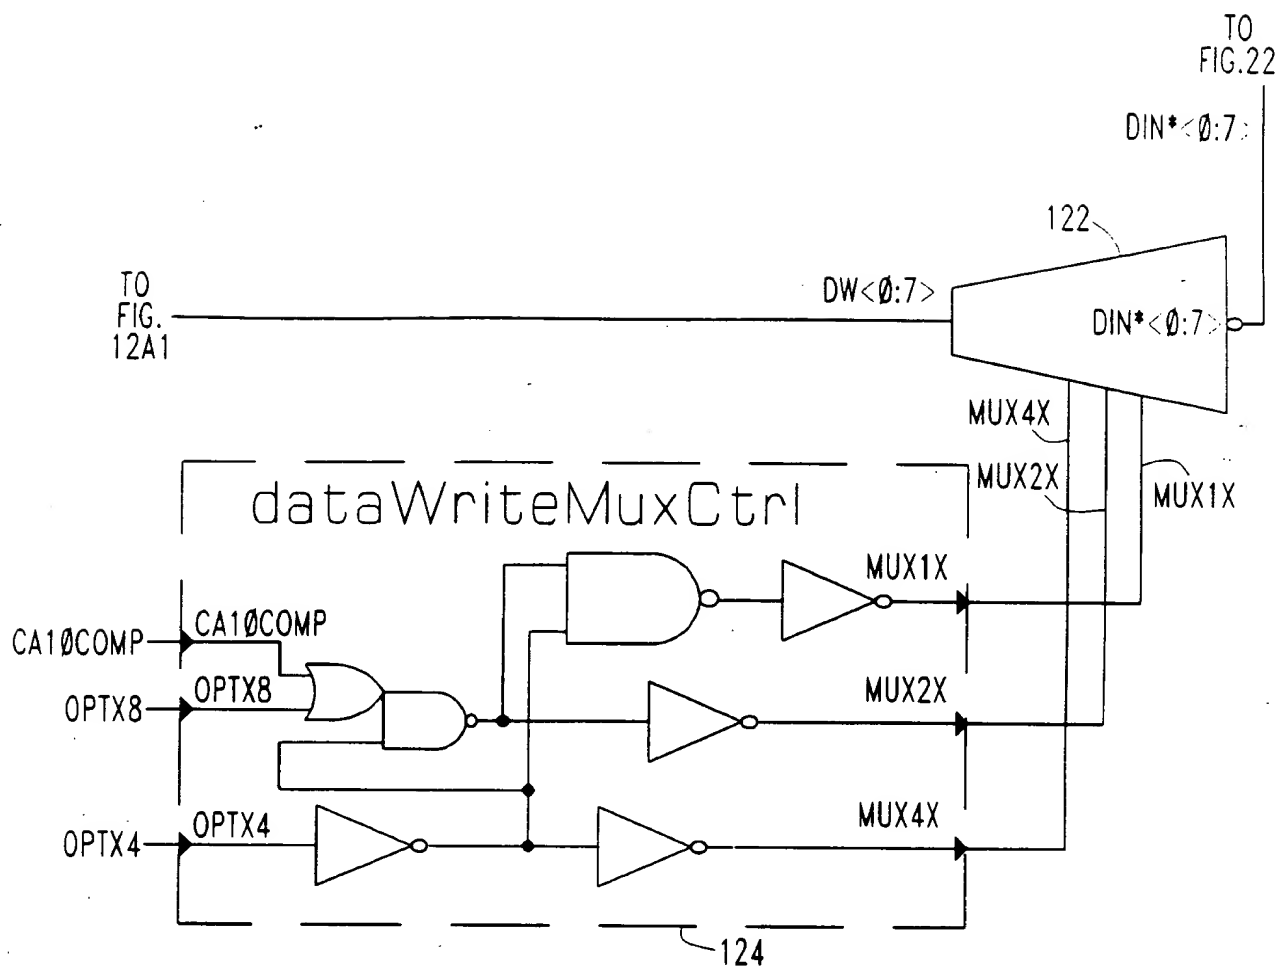 TO
FIG.22
DIN*<Ø:7>
122
TO
FIG.
12A1
DW<Ø:7>
DIN*<Ø:7>
MUX4X
MUX2X
MUX1X
dataWriteMuxCtrl
MUX1X
CA1ØCOMP
CA1ØCOMP
OPTX8
OPTX8
MUX2X
OPTX4
OPTX4
MUX4X
124